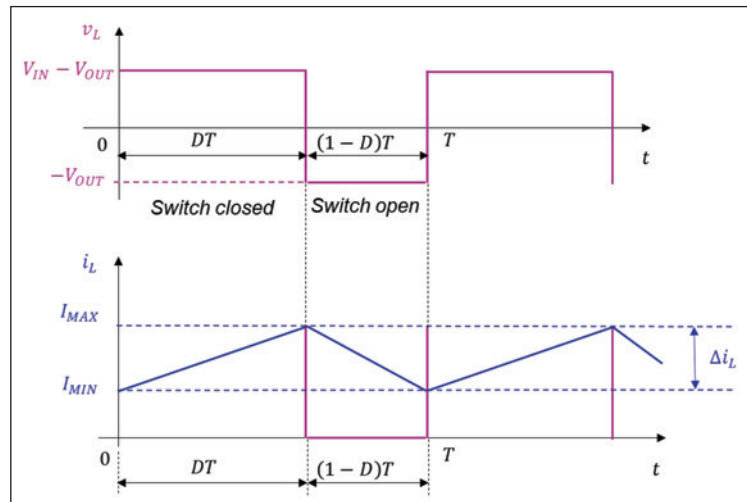 v_L
V_IN − V_OUT
0 DT (1 − D)T T t
−V_OUT
Switch closed Switch open
i_L
I_MAX
Δi_L
I_MIN
0 T t
DT (1 − D)T